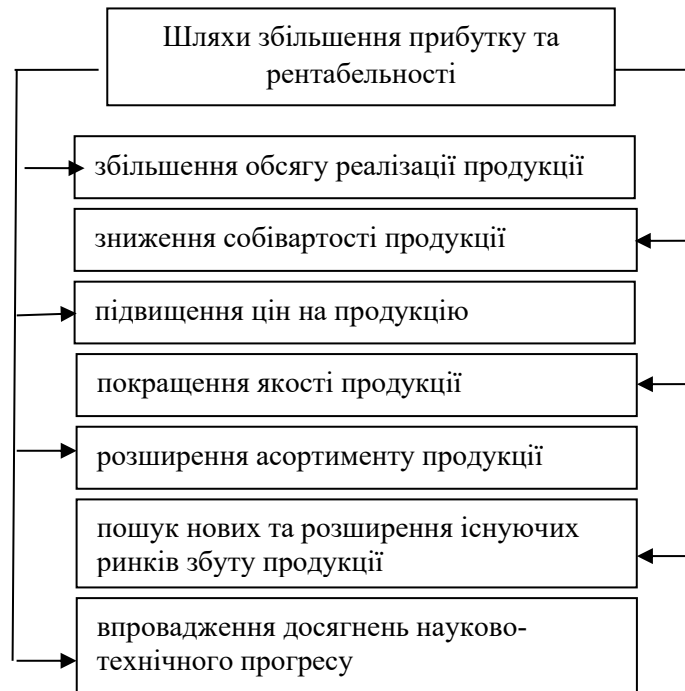 Шляхи збільшення прибутку та
рентабельності
збільшення обсягу реалізації продукції
зниження собівартості продукції
підвищення цін на продукцію
покращення якості продукції
розширення асортименту продукції
пошук нових та розширення існуючих
ринків збуту продукції
впровадження досягнень науково-
технічного прогресу